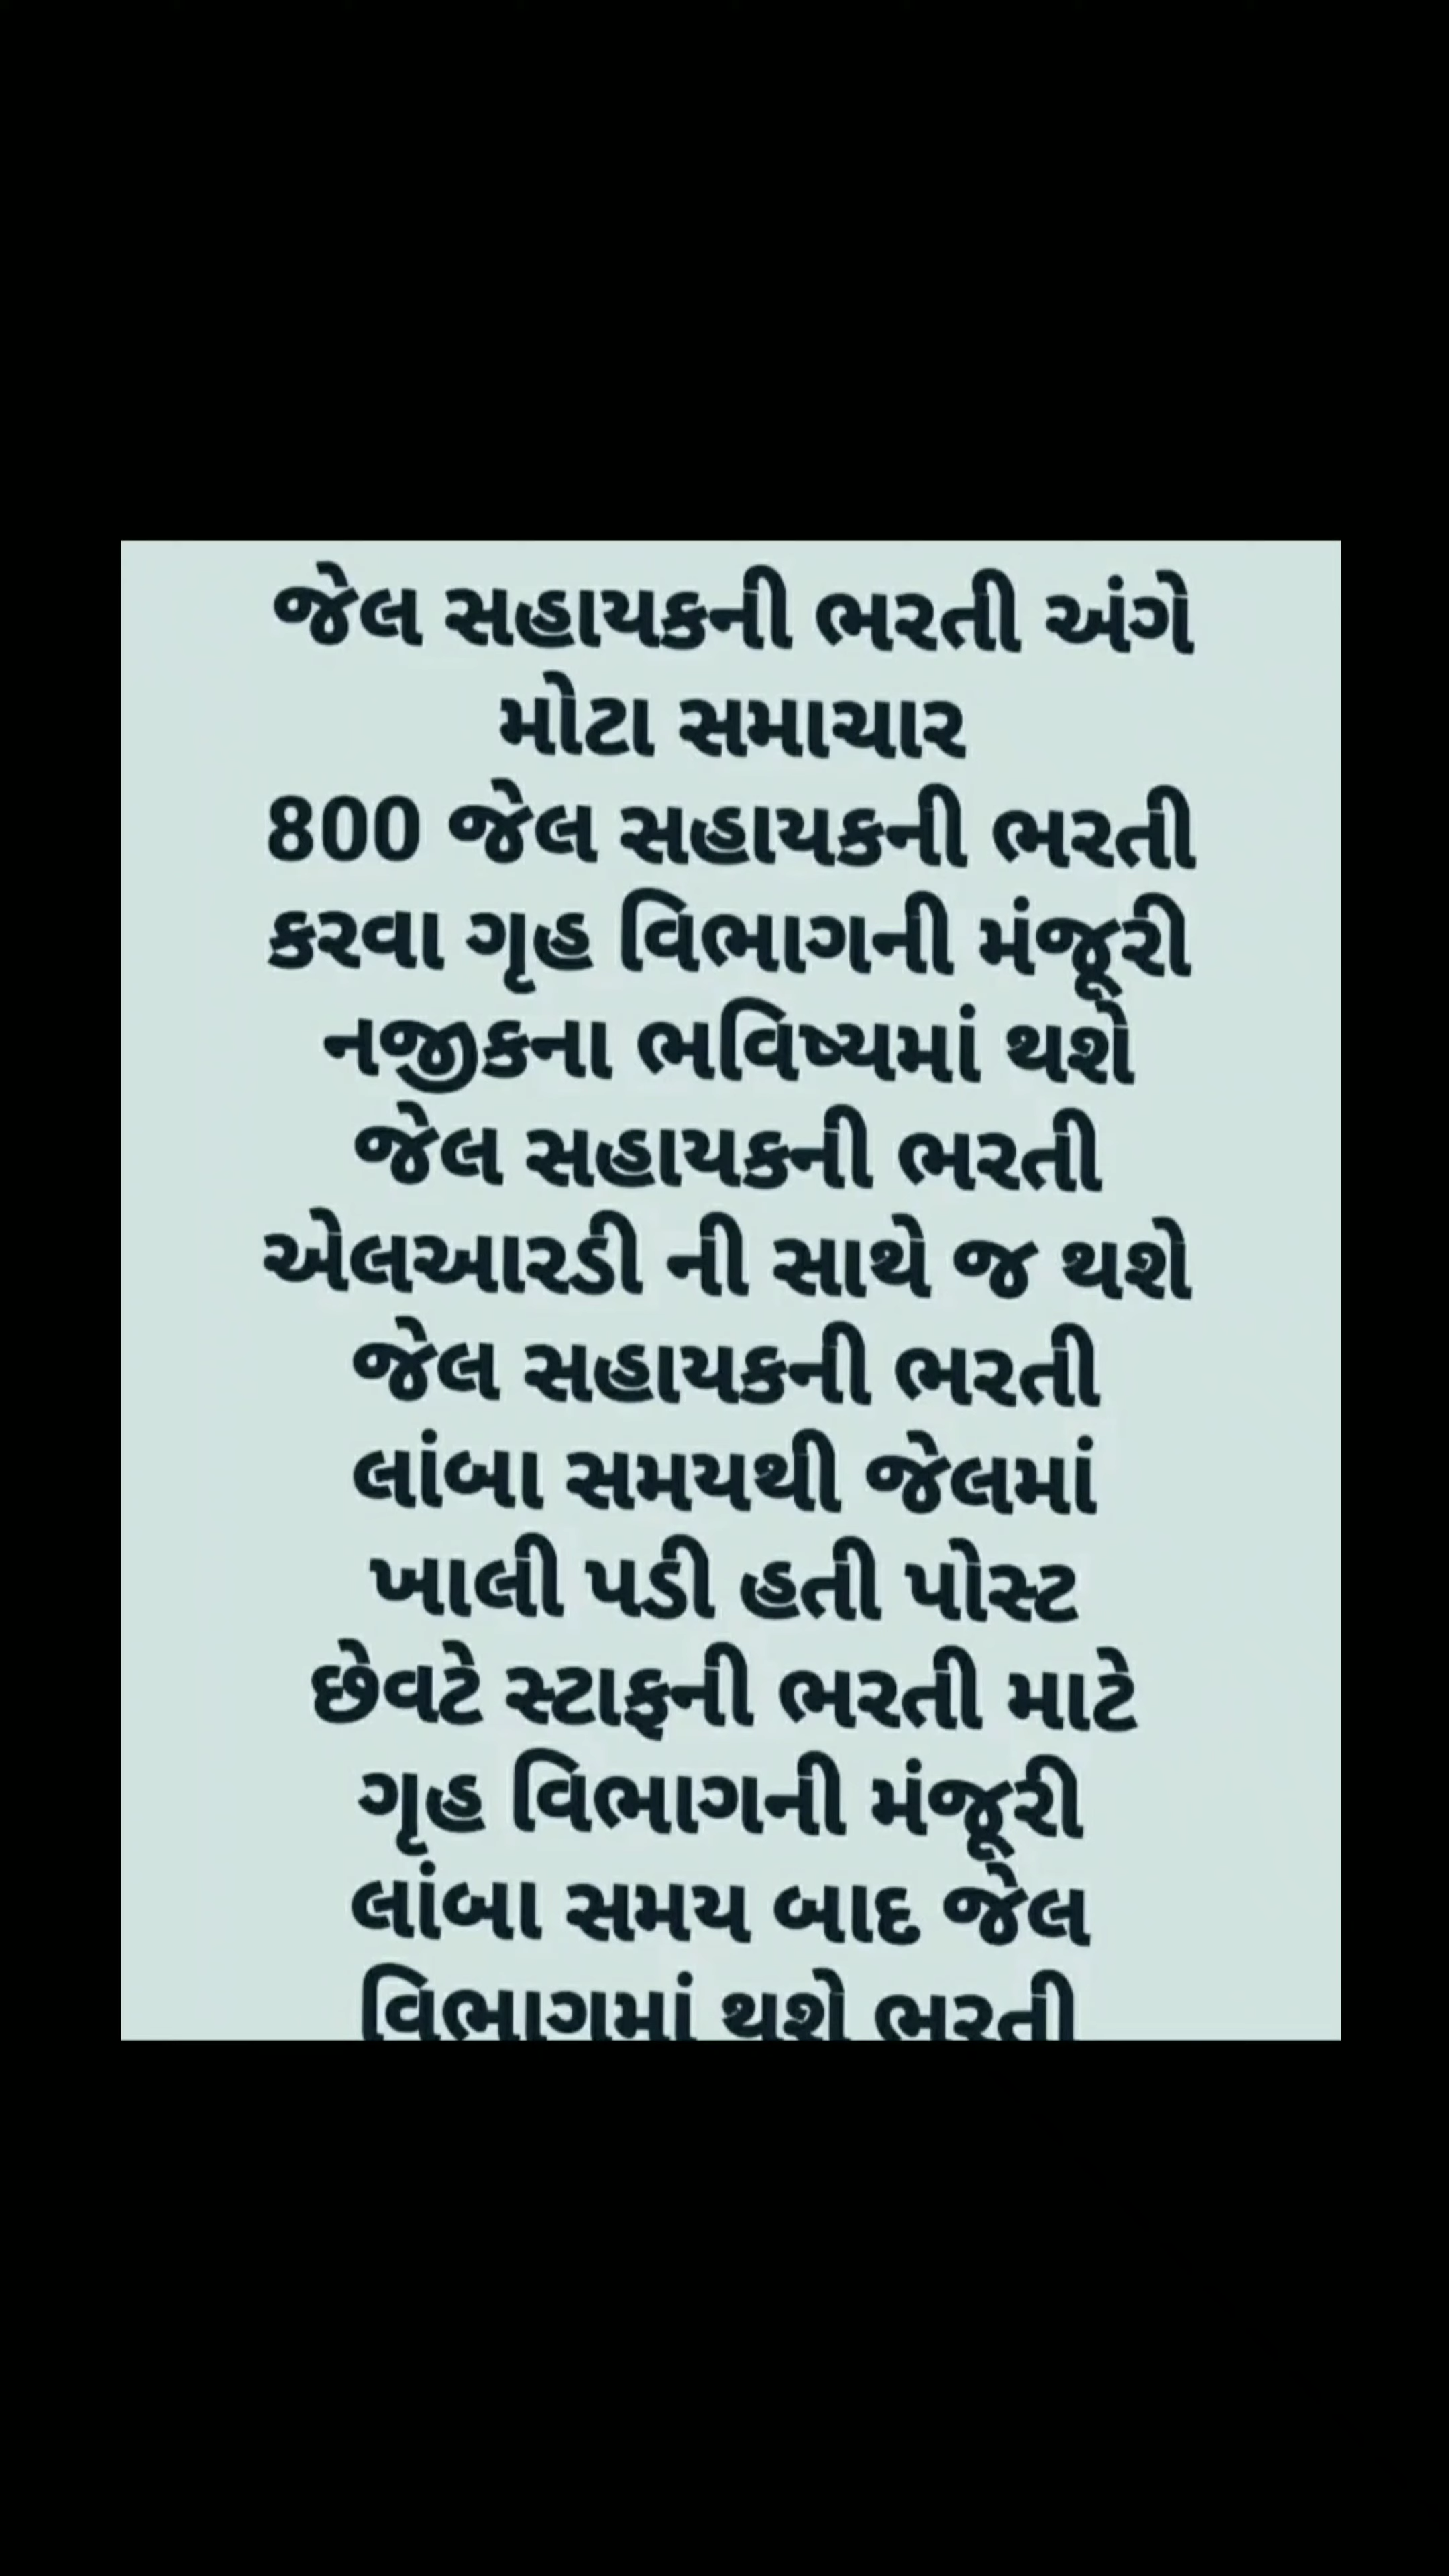 જેલ સહાયકની ભરતી અંગે
મોટા સમાચાર
800 જેલ સહાયકની ભરતી
કરવા ગૃહ વિભાગની મંજૂરી
નજીકના ભવિષ્યમાં થશે
જેલ સહાયકની ભરતી
એલઆરડી ની સાથે જ થશે
જેલ સહાયકની ભરતી
લાંબા સમયથી જેલમાં
ખાલી પડી હતી પોસ્ટ
છેવટે સ્ટાફની ભરતી માટે
ગૃહ વિભાગની મંજૂરી
લાંબા સમય બાદ જેલ
વિભાગમાં થશે ભરતી